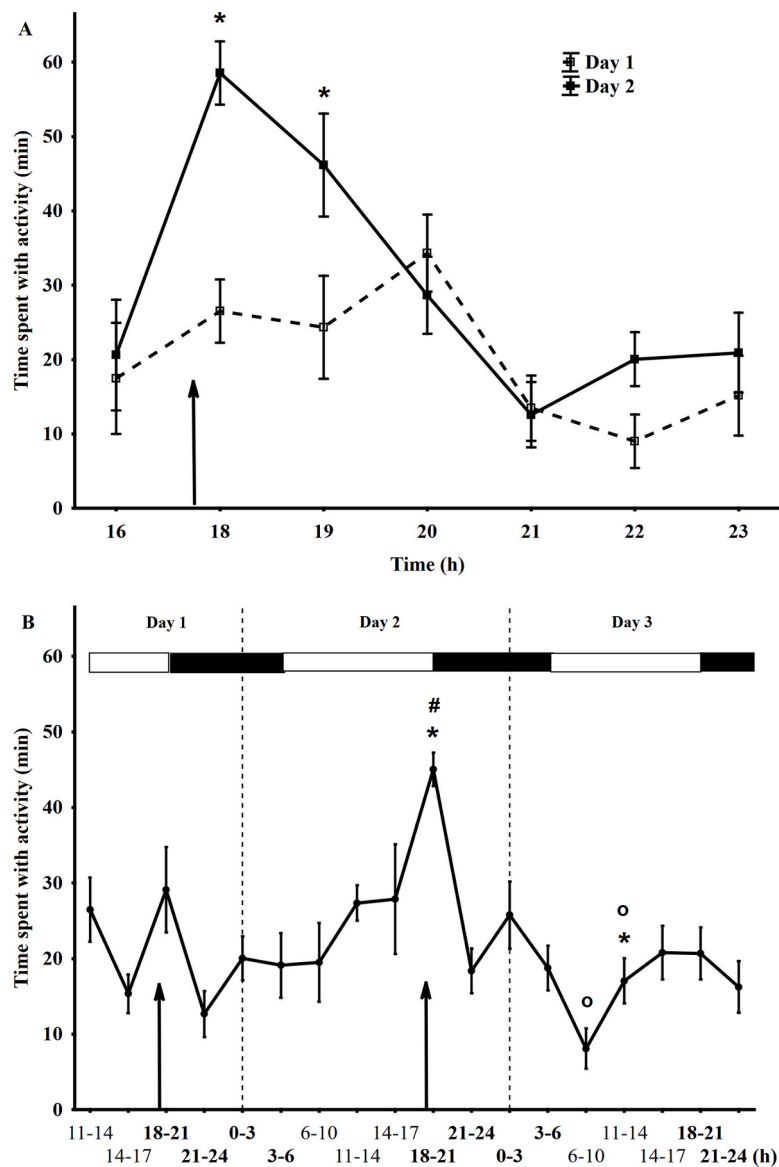 A
*
*
Day 1
Day 2
Time spent with activity (min)
60
50
40
30
20
10
0
16 18 19 20 21 22 23
Time (h)
B
Day 1 Day 2 Day 3
Time spent with activity (min)
60
50
40
30
20
10
0
#
*
o
o
*
11-14 18-21 0-3 6-10 14-17 21-24 3-6 11-14 18-21
14-17 21-24 3-6 11-14 18-21 0-3 6-10 14-17 21-24 (h)